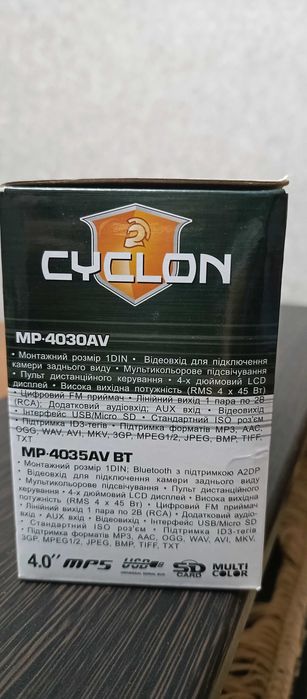 CYCLON
MP-4030AV
• Монтажний розмір 1DIN • Відеовхід для підключення
камери заднього виду • Мультикольорове підсвічування
• Пульт дистанційного керування • 4-х дюймовий LCD
дисплей • Висока вихідна потужність (RMS 4 x 45 Вт)
• Цифровий FM приймач • Лінійний вихід 1 пара по 2В
(RCA); Додатковий аудіовхід; AUX вхід • Відеовихід
• Інтерфейс USB/Micro SD • Стандартний ISO роз'єм
• Підтримка ID3-тегів • Підтримка форматів MP3, AAC,
OGG, WAV, AVI, MKV, 3GP, MPEG1/2, JPEG, BMP, TIFF,
TXT
MP-4035AV BT
• Монтажний розмір 1DIN; Bluetooth з підтримкою A2DP
• Відеовхід для підключення камери заднього виду
• Мультикольорове підсвічування • Пульт дистанційного
керування • 4-х дюймовий LCD дисплей • Висока вихідна
потужність (RMS 4 x 45 Вт) • Цифровий FM приймач
• Лінійний вихід 1 пара по 2В (RCA) • Додатковий аудіо-
вхід • AUX вхід • Відеовихід • Інтерфейс USB/Micro SD
• Стандартний ISO роз'єм • Підтримка ID3-тегів
• Підтримка форматів MP3, AAC, OGG, WAV, AVI, MKV,
3GP, MPEG1/2, JPEG, BMP, TIFF, TXT
4.0″ MP5 USB UNIVERSAL SERIAL BUS SD CARD MULTI COLOR